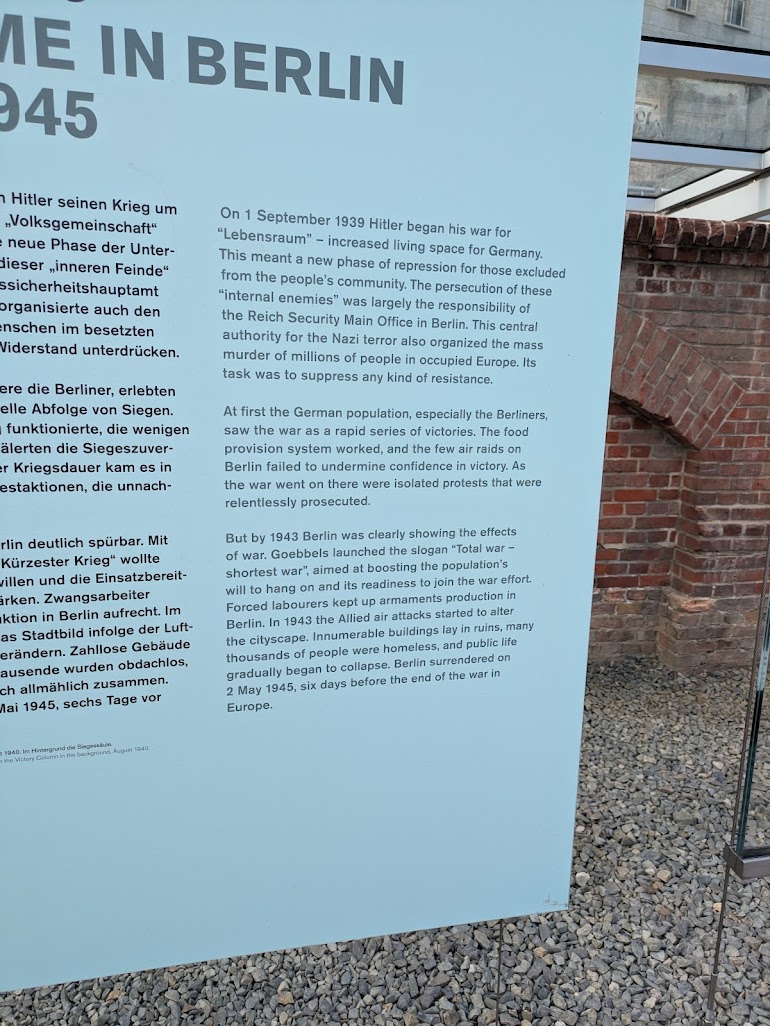 ME IN BERLIN
945
n Hitler seinen Krieg um
„Volksgemeinschaft“
e neue Phase der Unter-
dieser „inneren Feinde“
ssicherheitshauptamt
organisierte auch den
enschen im besetzten
Widerstand unterdrücken.
ere die Berliner, erlebten
elle Abfolge von Siegen.
g funktionierte, die wenigen
älerten die Siegeszuver-
er Kriegsdauer kam es in
estaktionen, die unnach-
rlin deutlich spürbar. Mit
Kürzester Krieg“ wollte
willen und die Einsatzbereit-
ärken. Zwangsarbeiter
uktion in Berlin aufrecht. Im
as Stadtbild infolge der Luft-
erändern. Zahllose Gebäude
ausende wurden obdachlos,
ch allmählich zusammen.
Mai 1945, sechs Tage vor
t 1940. Im Hintergrund die Siegessäule.
n the Victory Column in the background, August 1940.
On 1 September 1939 Hitler began his war for
“Lebensraum” – increased living space for Germany.
This meant a new phase of repression for those excluded
from the people's community. The persecution of these
“internal enemies” was largely the responsibility of
the Reich Security Main Office in Berlin. This central
authority for the Nazi terror also organized the mass
murder of millions of people in occupied Europe. Its
task was to suppress any kind of resistance.
At first the German population, especially the Berliners,
saw the war as a rapid series of victories. The food
provision system worked, and the few air raids on
Berlin failed to undermine confidence in victory. As
the war went on there were isolated protests that were
relentlessly prosecuted.
But by 1943 Berlin was clearly showing the effects
of war. Goebbels launched the slogan “Total war –
shortest war”, aimed at boosting the population's
will to hang on and its readiness to join the war effort.
Forced labourers kept up armaments production in
Berlin. In 1943 the Allied air attacks started to alter
the cityscape. Innumerable buildings lay in ruins, many
thousands of people were homeless, and public life
gradually began to collapse. Berlin surrendered on
2 May 1945, six days before the end of the war in
Europe.